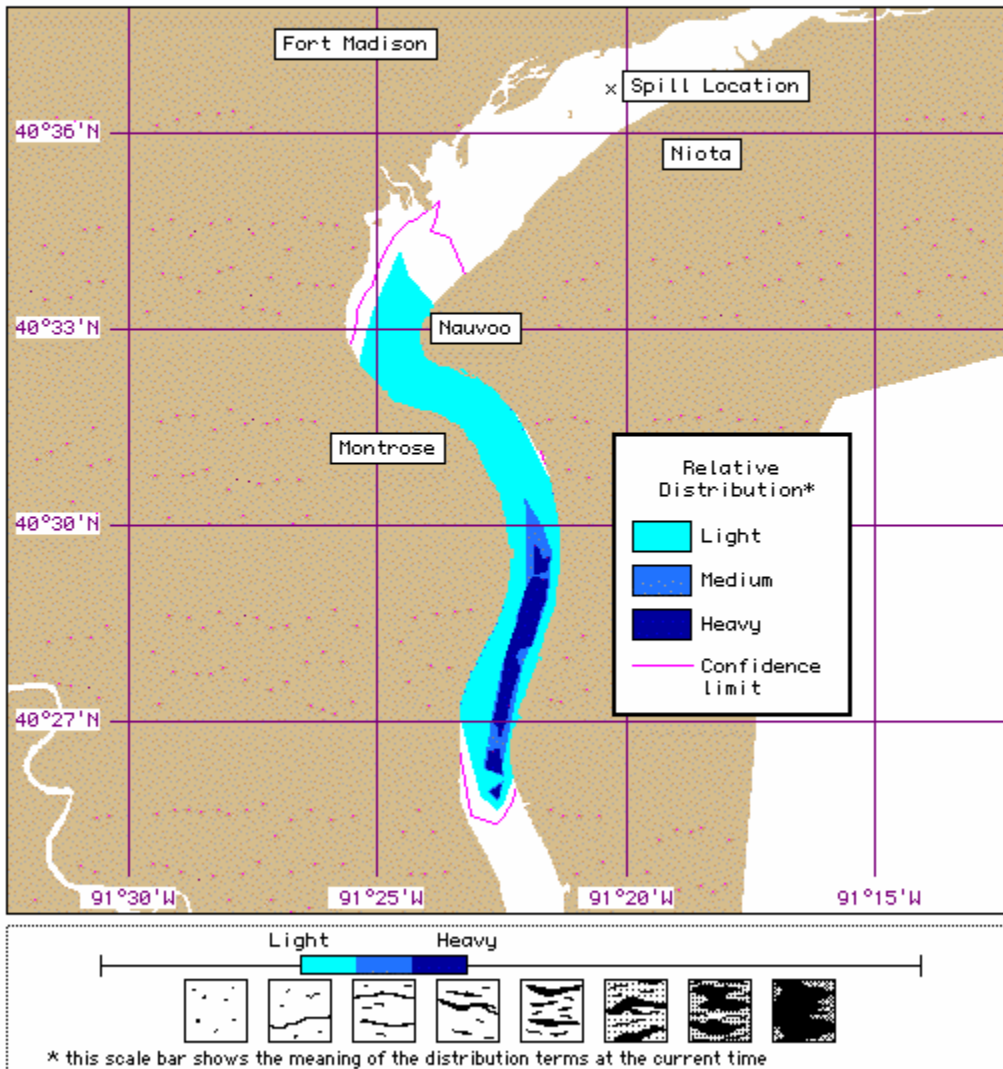 Fort Madison
Spill Location
40°36'N
Niota
40°33'N
Nauvoo
Montrose
Relative
Distribution*
40°30'N
Light
Medium
Heavy
Confidence
limit
40°27'N
91°30'W
91°25'W
91°20'W
91°15'W
Light
Heavy
* this scale bar shows the meaning of the distribution terms at the current time